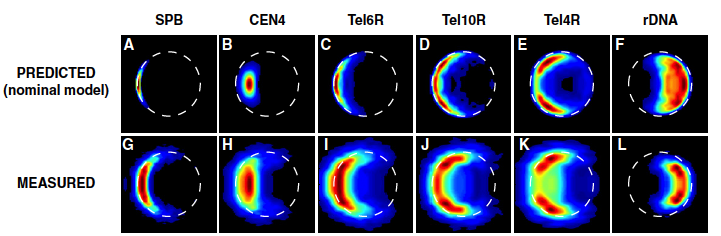 SPB CEN4 Tel6R Tel10R Tel4R rDNA
PREDICTED
(nominal model)
A B C D E F
MEASURED
G H I J K L